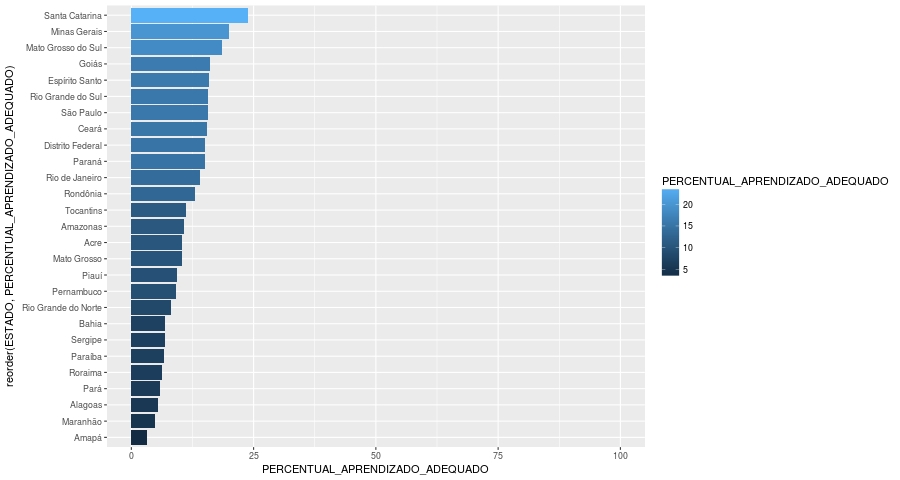 reorder(ESTADO, PERCENTUAL_APRENDIZADO_ADEQUADO)
Santa Catarina
Minas Gerais
Mato Grosso do Sul
Goiás
Espírito Santo
Rio Grande do Sul
São Paulo
Ceará
Distrito Federal
Paraná
Rio de Janeiro
Rondônia
Tocantins
Amazonas
Acre
Mato Grosso
Piauí
Pernambuco
Rio Grande do Norte
Bahia
Sergipe
Paraíba
Roraima
Pará
Alagoas
Maranhão
Amapá
0 25 50 75 100
PERCENTUAL_APRENDIZADO_ADEQUADO
PERCENTUAL_APRENDIZADO_ADEQUADO
20
15
10
5